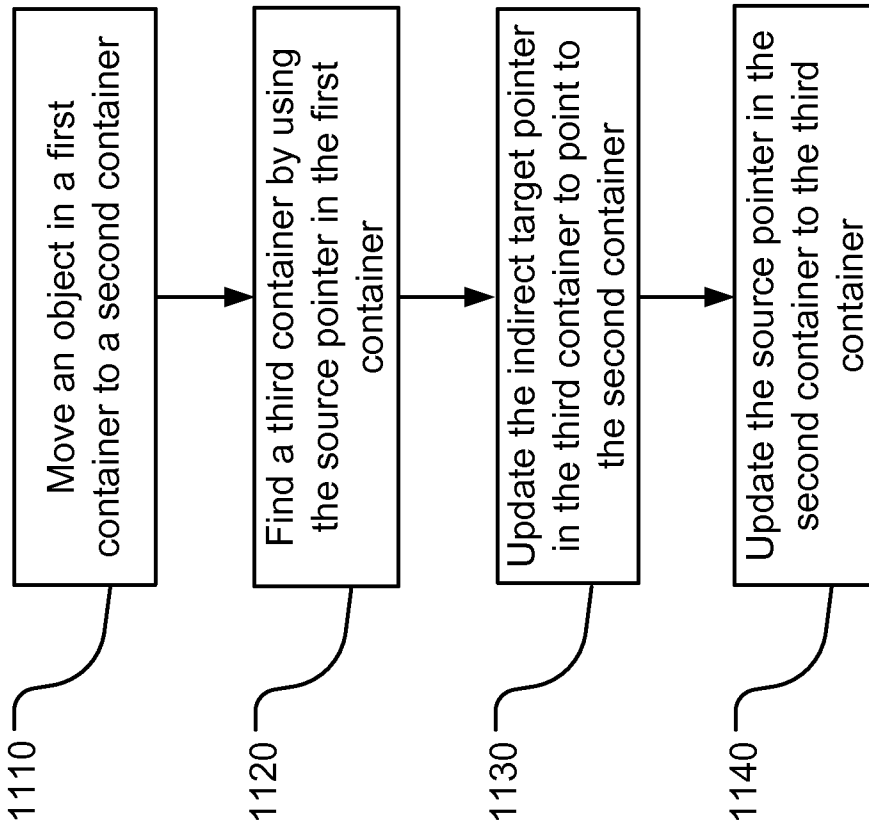 1110
Move an object in a first
container to a second container
1120
Find a third container by using
the source pointer in the first
container
1130
Update the indirect target pointer
in the third container to point to
the second container
1140
Update the source pointer in the
second container to the third
container